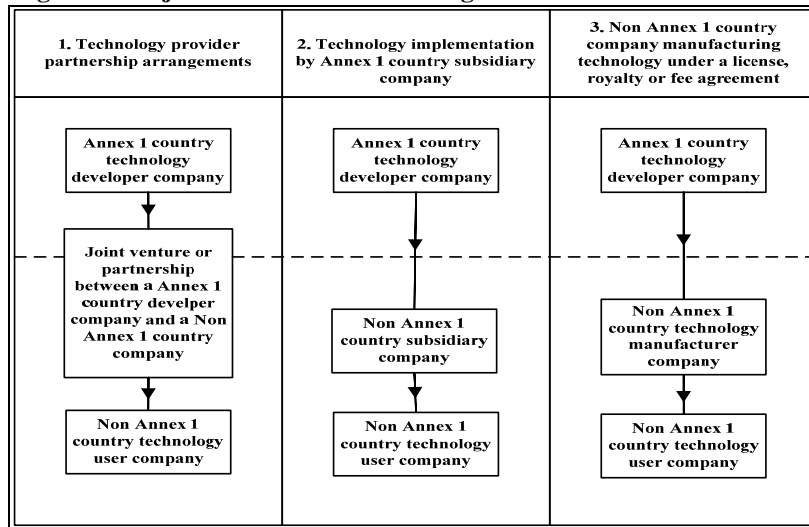 1. Technology provider
partnership arrangements
2. Technology implementation
by Annex 1 country subsidiary
company
3. Non Annex 1 country
company manufacturing
technology under a license,
royalty or fee agreement
Annex 1 country
technology
developer company
Joint venture or
partnership
between a Annex 1
country develper
company and a Non
Annex 1 country
company
Non Annex 1
country technology
user company
Annex 1 country
technology
developer company
Non Annex 1
country subsidiary
company
Non Annex 1
country technology
user company
Annex 1 country
technology
developer company
Non Annex 1
country technology
manufacturer
company
Non Annex 1
country technology
user company